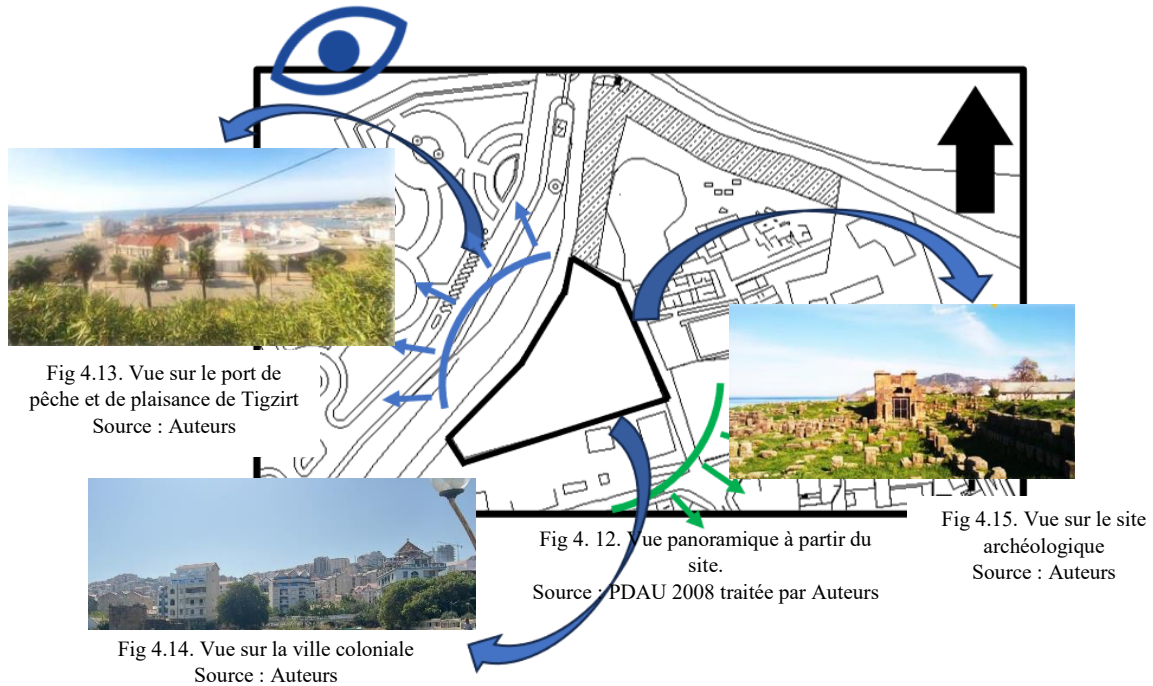 Fig 4.13. Vue sur le port de
pêche et de plaisance de Tigzirt
Source : Auteurs
Fig 4.14. Vue sur la ville coloniale
Source : Auteurs
Fig 4. 12. Vue panoramique à partir du
site.
Source : PDAU 2008 traitée par Auteurs
Fig 4.15. Vue sur le site
archéologique
Source : Auteurs